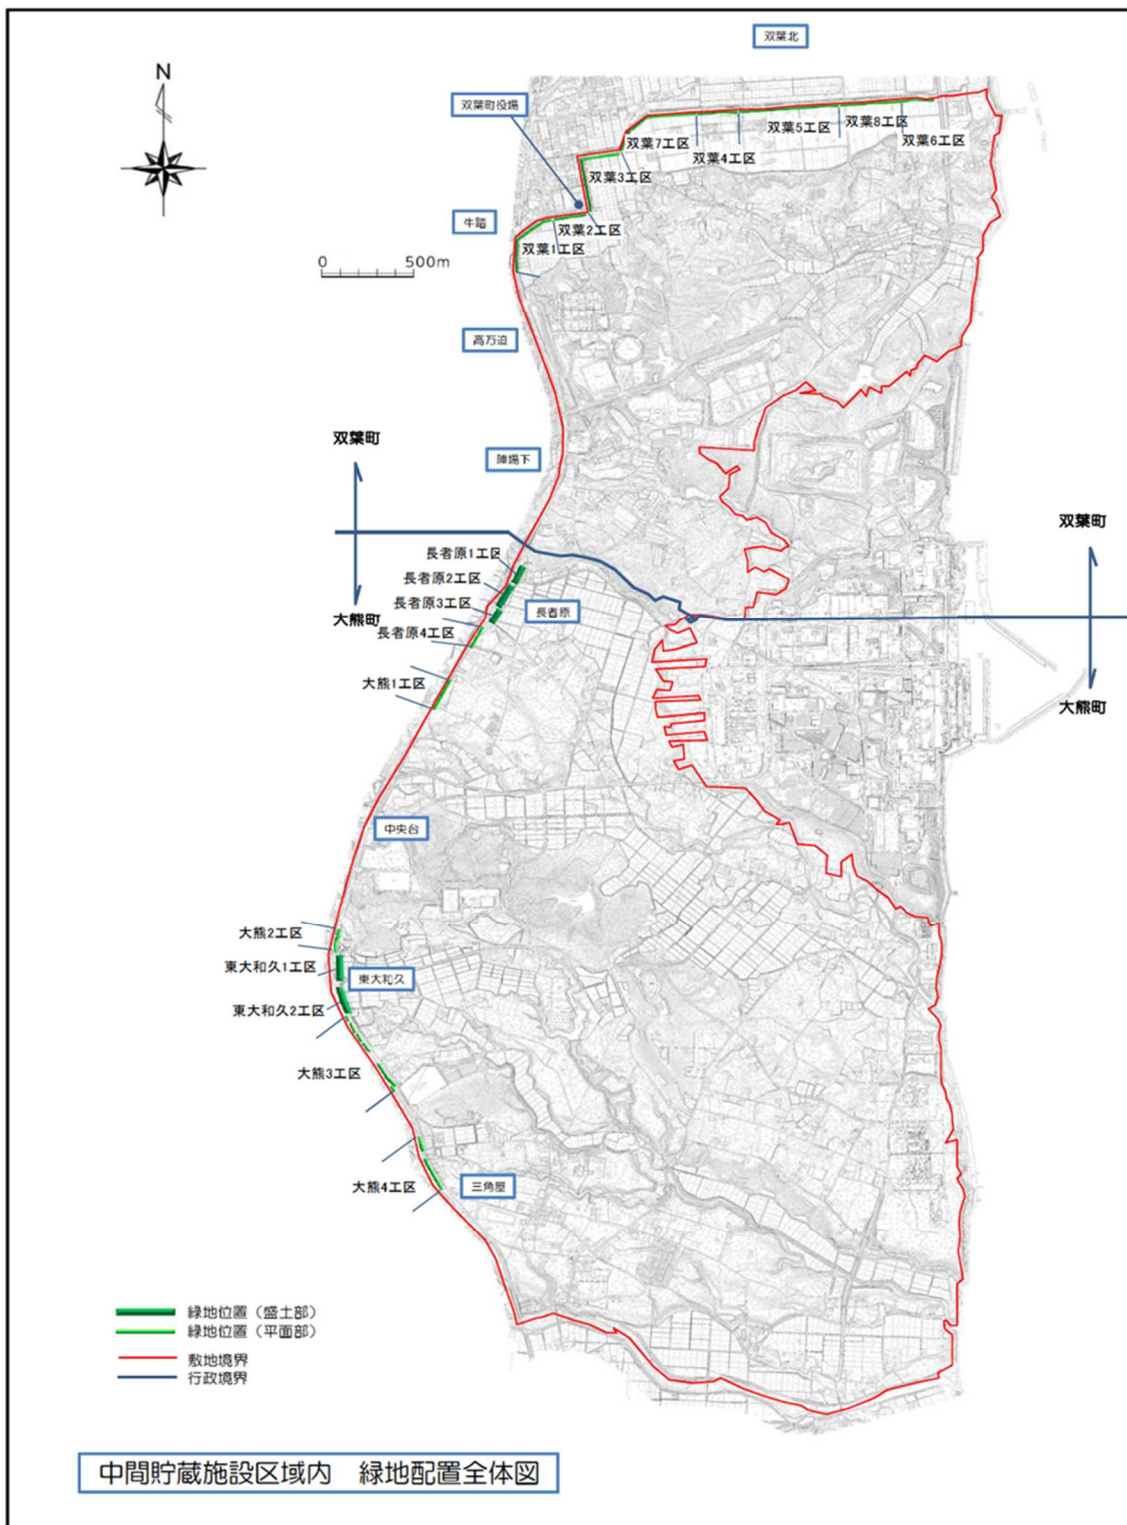 双葉北
N
双葉町役場
双葉7工区
双葉4工区
双葉5工区
双葉8工区
双葉6工区
双葉3工区
牛踏
双葉2工区
双葉1工区
0 500m
高万迫
双葉町
陣場下
双葉町
長者原1工区
長者原2工区
長者原3工区
長者原
大熊町
長者原4工区
大熊1工区
大熊町
中央台
大熊2工区
東大和久1工区
東大和久
東大和久2工区
大熊3工区
大熊4工区
三角屋
緑地位置（盛土部）
緑地位置（平面部）
敷地境界
行政境界
中間貯蔵施設区域内　緑地配置全体図